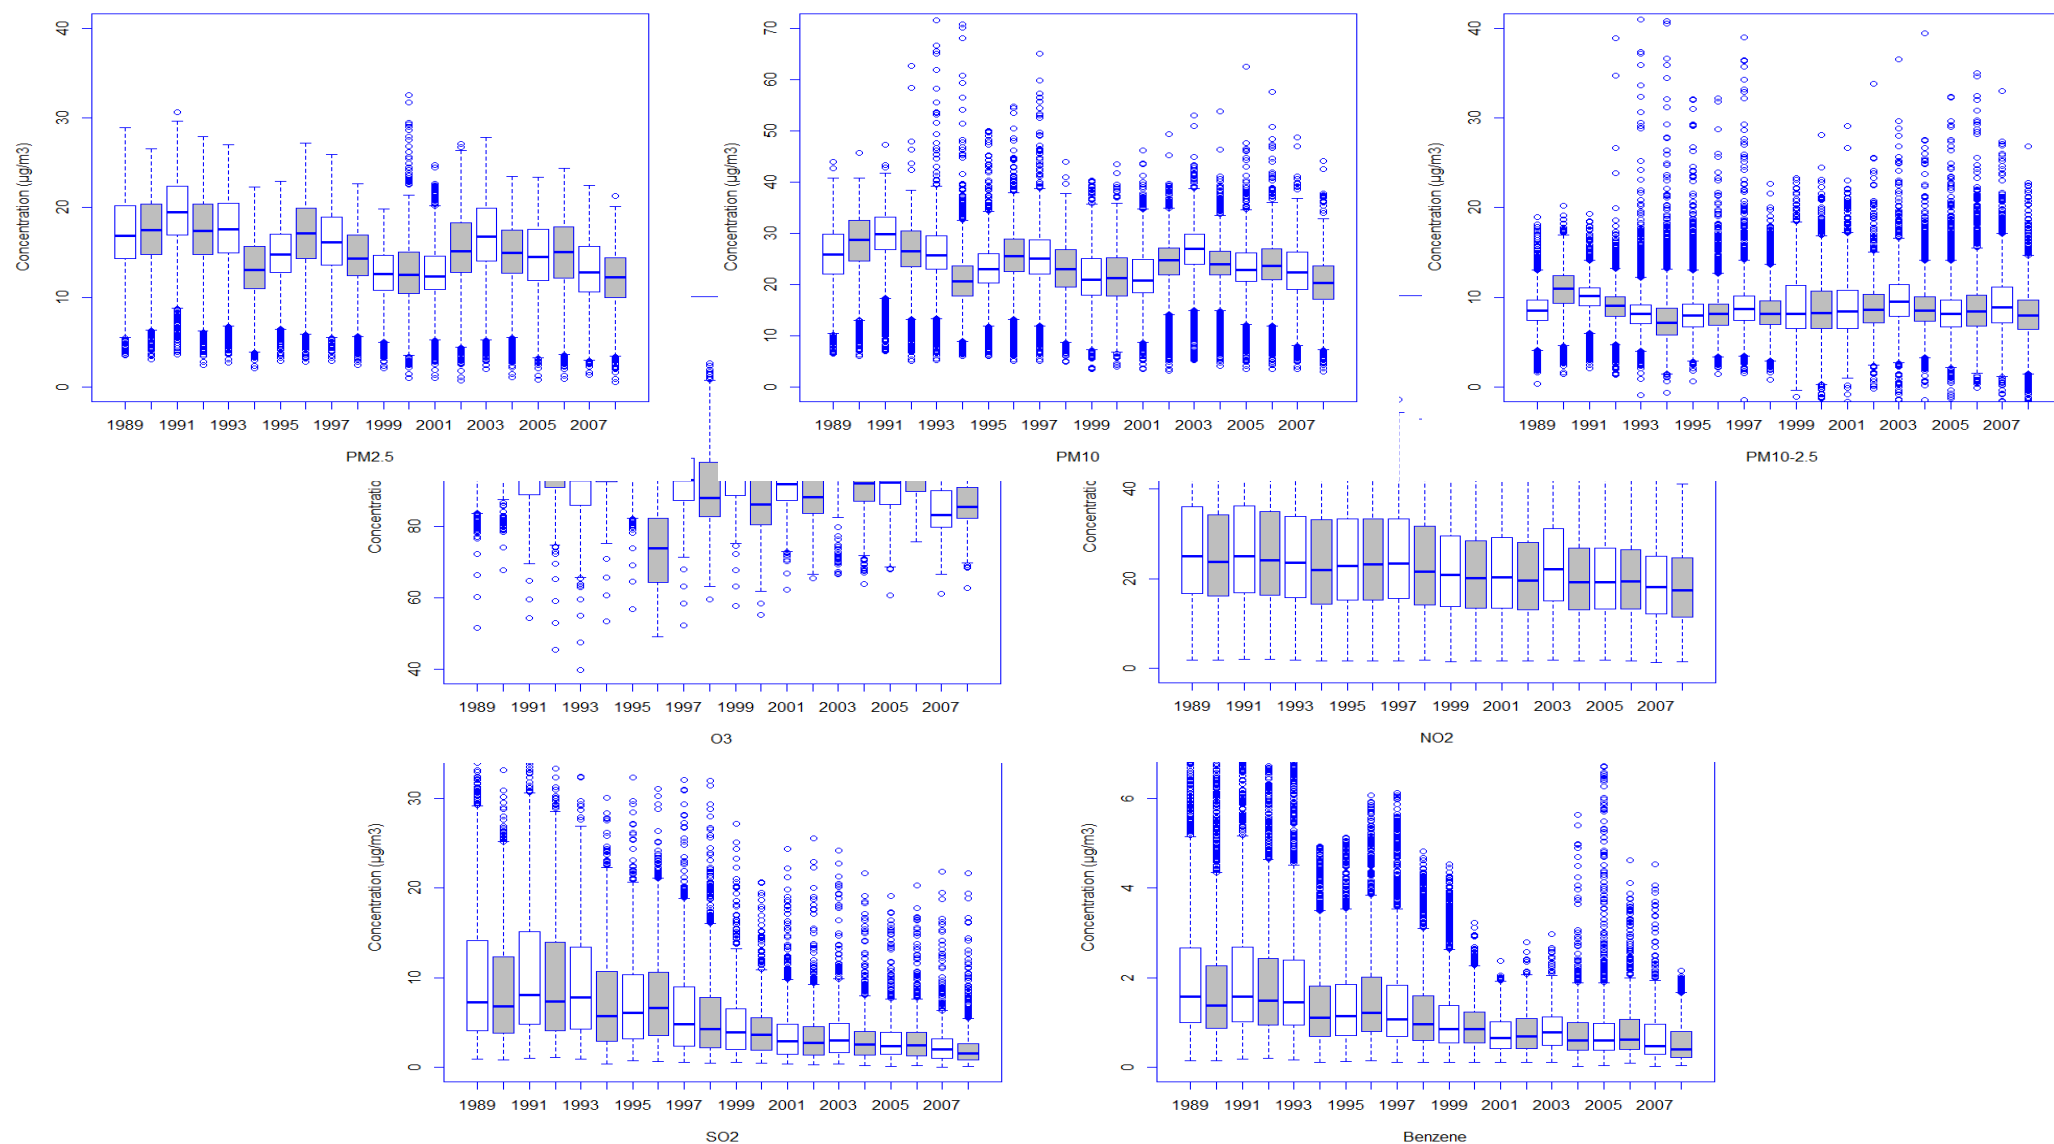 40 30 20 10 0
Concentration (µg/m3)
1989 1991 1993 1995 1997 1999 2001 2003 2005 2007
PM2.5
70 60 50 40 30 20 10 0
Concentration (µg/m3)
1989 1991 1993 1995 1997 1999 2001 2003 2005 2007
PM10
40 30 20 10 0
Concentration (µg/m3)
1989 1991 1993 1995 1997 1999 2001 2003 2005 2007
PM10-2.5
80 60 40
Concentratic
1989 1991 1993 1995 1997 1999 2001 2003 2005 2007
O3
40 20 0
Concentratic
1989 1991 1993 1995 1997 1999 2001 2003 2005 2007
NO2
30 20 10 0
Concentration (µg/m3)
1989 1991 1993 1995 1997 1999 2001 2003 2005 2007
SO2
6 4 2 0
Concentration (µg/m3)
1989 1991 1993 1995 1997 1999 2001 2003 2005 2007
Benzene